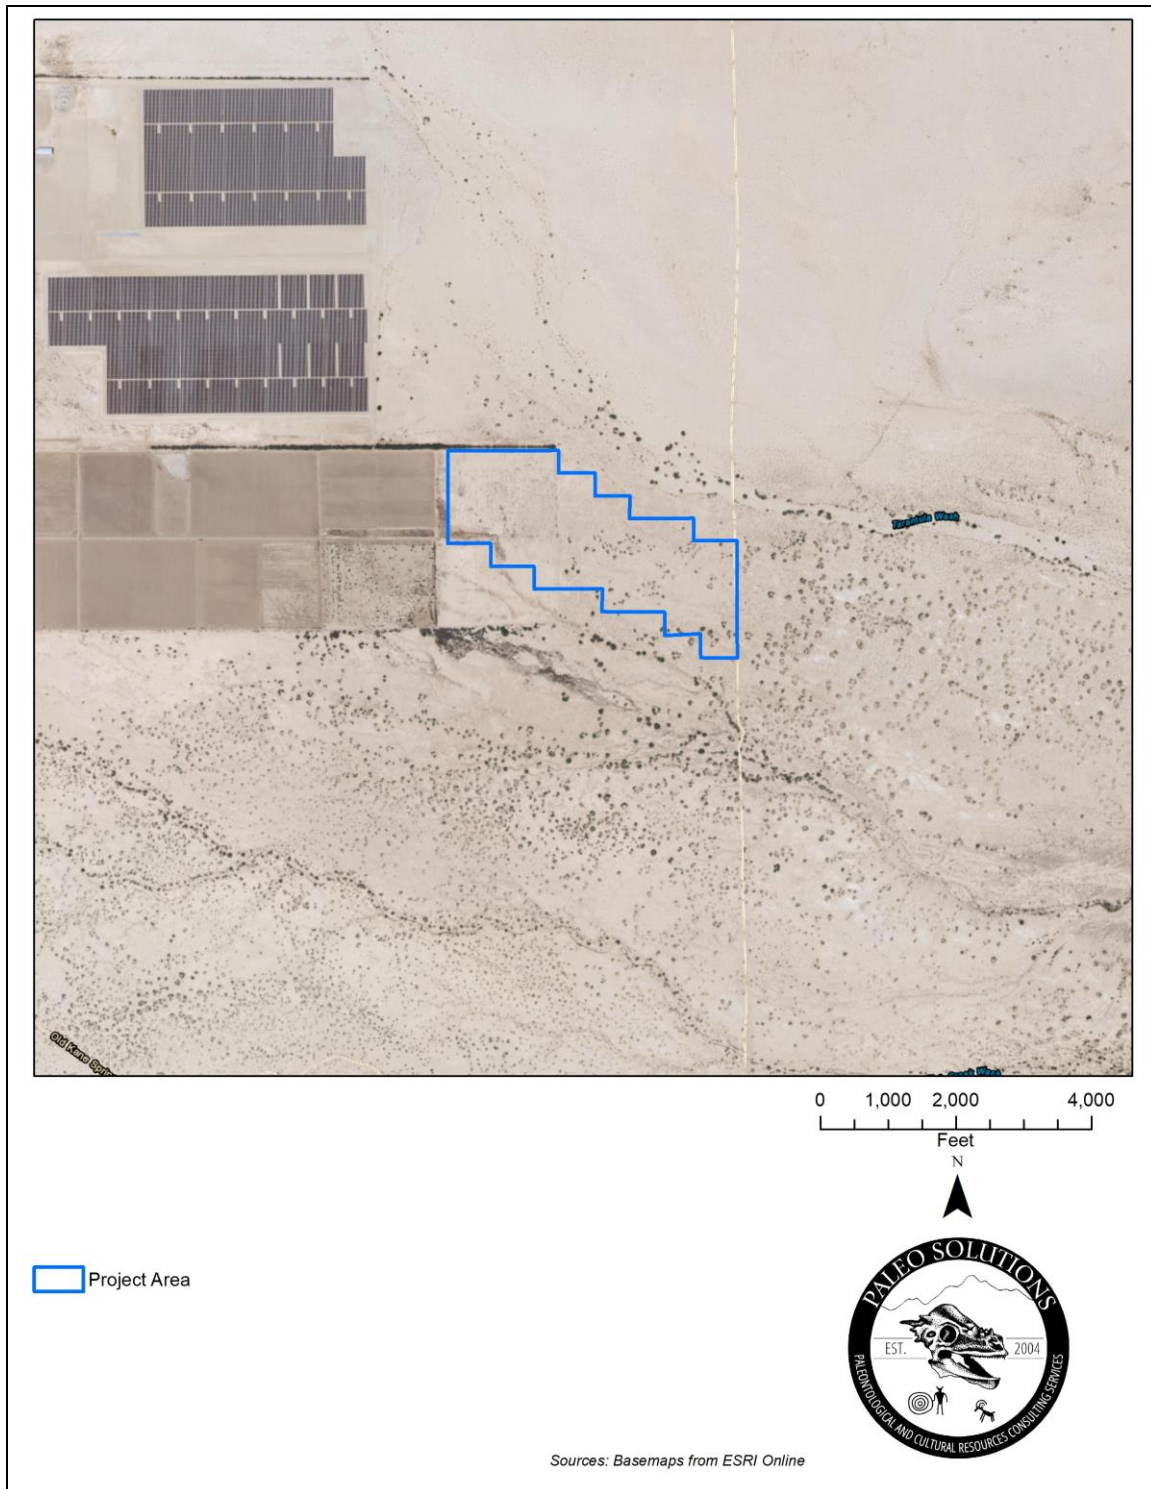 Tarantula Wash
Old Kane
Wash
0 1,000 2,000 4,000
Feet
N
Project Area
PALEO SOLUTIONS
EST. 2004
PALEONTOLOGICAL AND CULTURAL RESOURCES CONSULTING SERVICES
Sources: Basemaps from ESRI Online